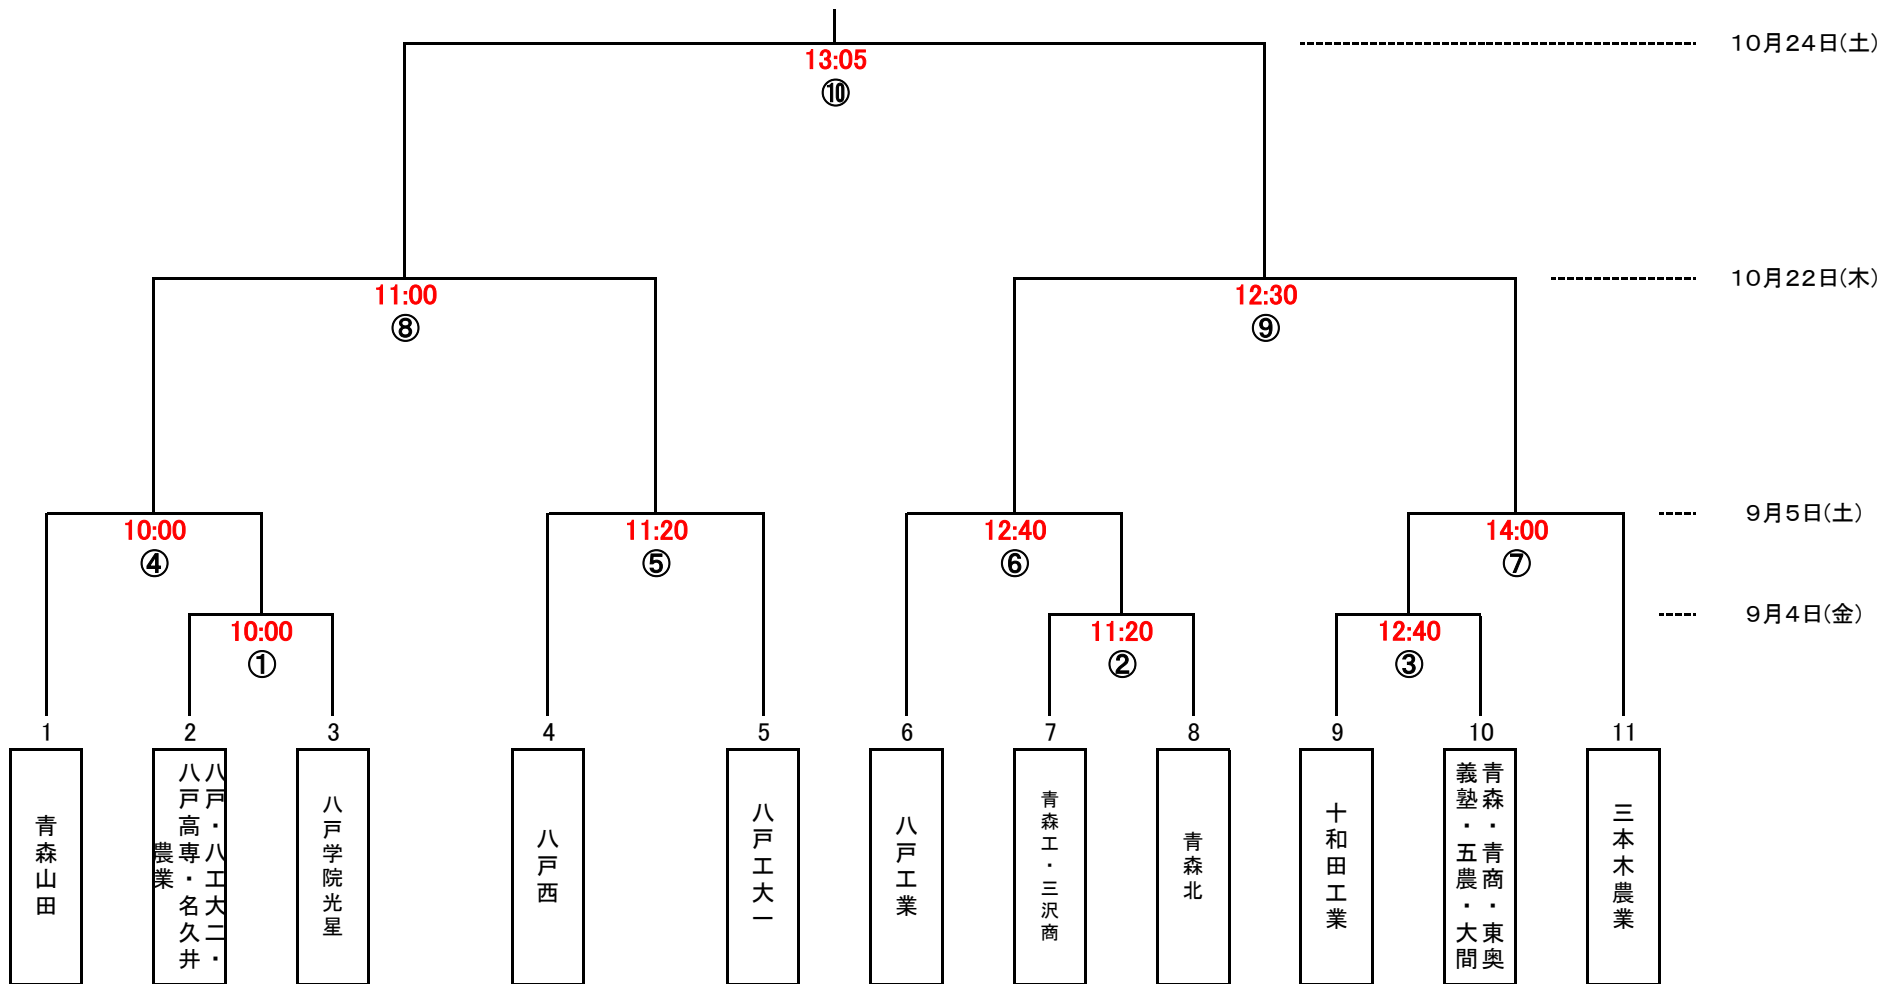 10月24日(土)
13:05
⑩
10月22日(木)
11:00
⑧
12:30
⑨
9月5日(土)
10:00
④
11:20
⑤
12:40
⑥
14:00
⑦
9月4日(金)
10:00
①
11:20
②
12:40
③
1
2
3
4
5
6
7
8
9
10
11
青森山田
八戸・八工大二・
八戸高専・名久井
農業
八戸学院光星
八戸西
八戸工大一
八戸工業
青森工・三沢商
青森北
十和田工業
青森・青商・東奥
義塾・五農・大間
三本木農業